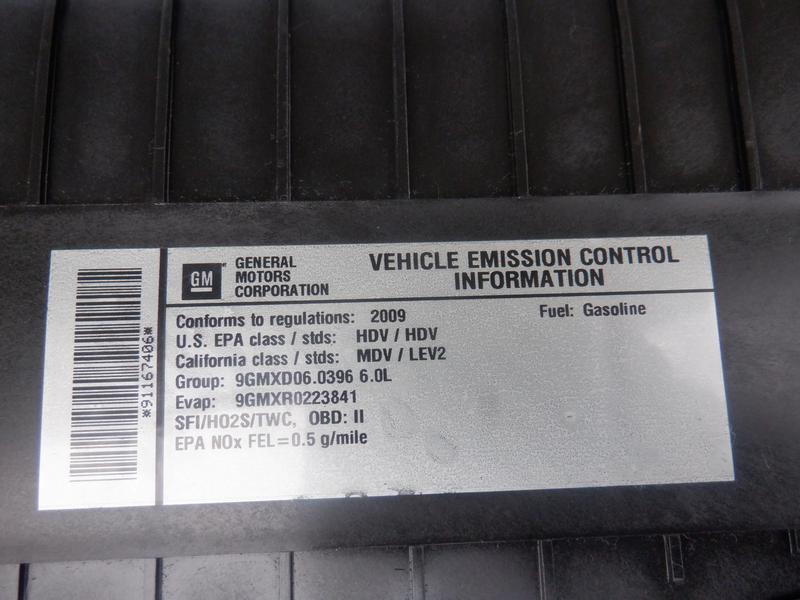 GM
GENERAL
MOTORS
CORPORATION
VEHICLE EMISSION CONTROL
INFORMATION
Conforms to regulations: 2009
Fuel: Gasoline
U.S. EPA class / stds: HDV / HDV
California class / stds: MDV / LEV2
Group: 9GMXD06.0396 6.0L
Evap: 9GMXR0223841
SFI/HO2S/TWC, OBD: II
EPA NOx FEL=0.5 g/mile
*91167406*